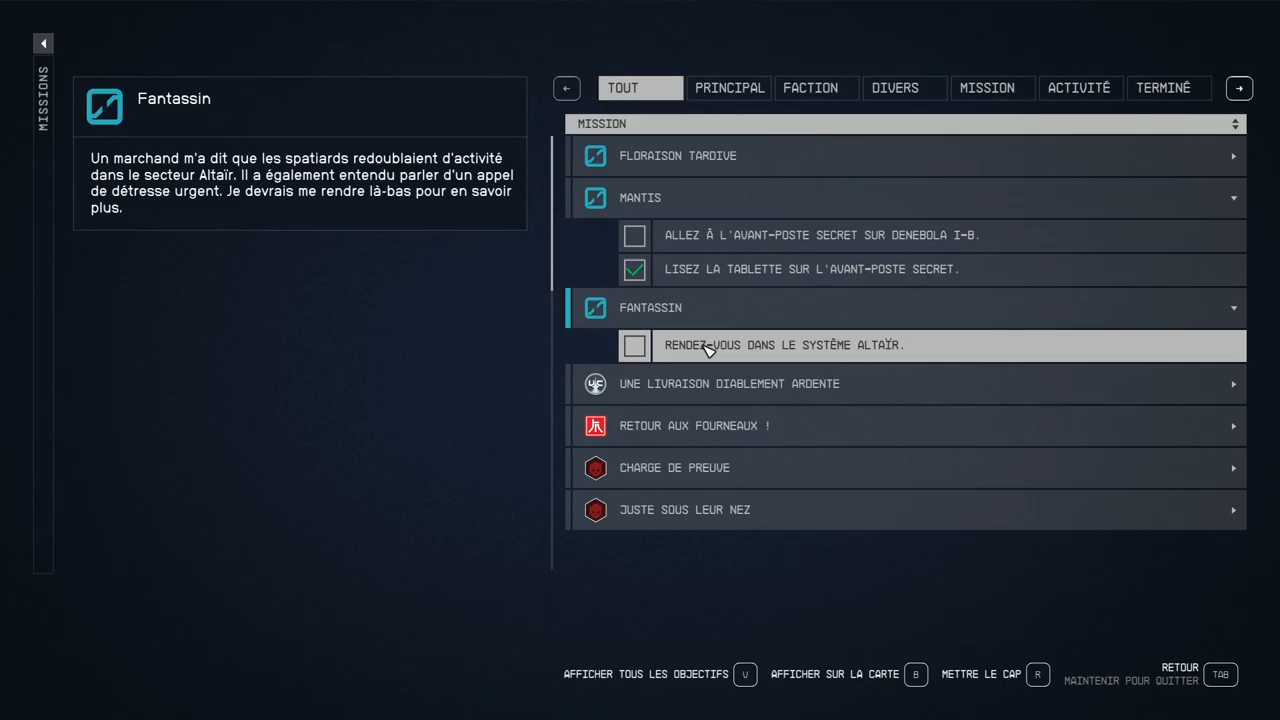 MISSIONS
Fantassin
Un marchand m'a dit que les spatiards redoublaient d'activité
dans le secteur Altaïr. Il a également entendu parler d'un appel
de détresse urgent. Je devrais me rendre là-bas pour en savoir
plus.
TOUT PRINCIPAL FACTION DIVERS MISSION ACTIVITÉ TERMINÉ
MISSION
FLORAISON TARDIVE
MANTIS
ALLEZ À L'AVANT-POSTE SECRET SUR DENEBOLA I-B.
LISEZ LA TABLETTE SUR L'AVANT-POSTE SECRET.
FANTASSIN
RENDEZ-VOUS DANS LE SYSTÈME ALTAÏR.
UC UNE LIVRAISON DIABLEMENT ARDENTE
RETOUR AUX FOURNEAUX !
CHARGE DE PREUVE
JUSTE SOUS LEUR NEZ
AFFICHER TOUS LES OBJECTIFS V AFFICHER SUR LA CARTE B METTRE LE CAP R RETOUR TAB
MAINTENIR POUR QUITTER